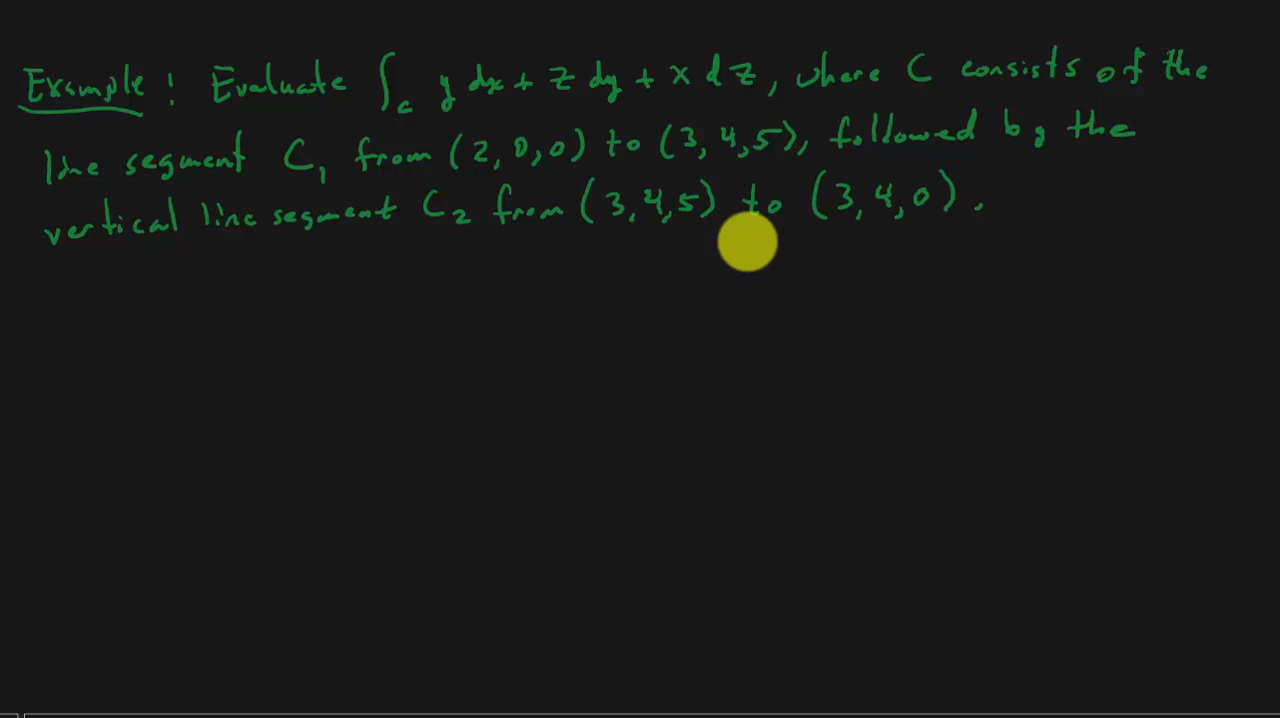 Example: Evaluate ∫_C y dx + z dy + x dz, where C consists of the
line segment C₁ from (2, 0, 0) to (3, 4, 5), followed by the
vertical line segment C₂ from (3, 4, 5) to (3, 4, 0).